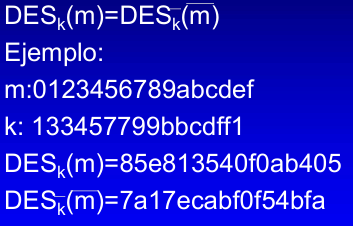 DESₖ(m)=DESₖ̅(m̅)
Ejemplo:
m:0123456789abcdef
k: 133457799bbcdff1
DESₖ(m)=85e813540f0ab405
DESₖ̅(m̅)=7a17ecabf0f54bfa